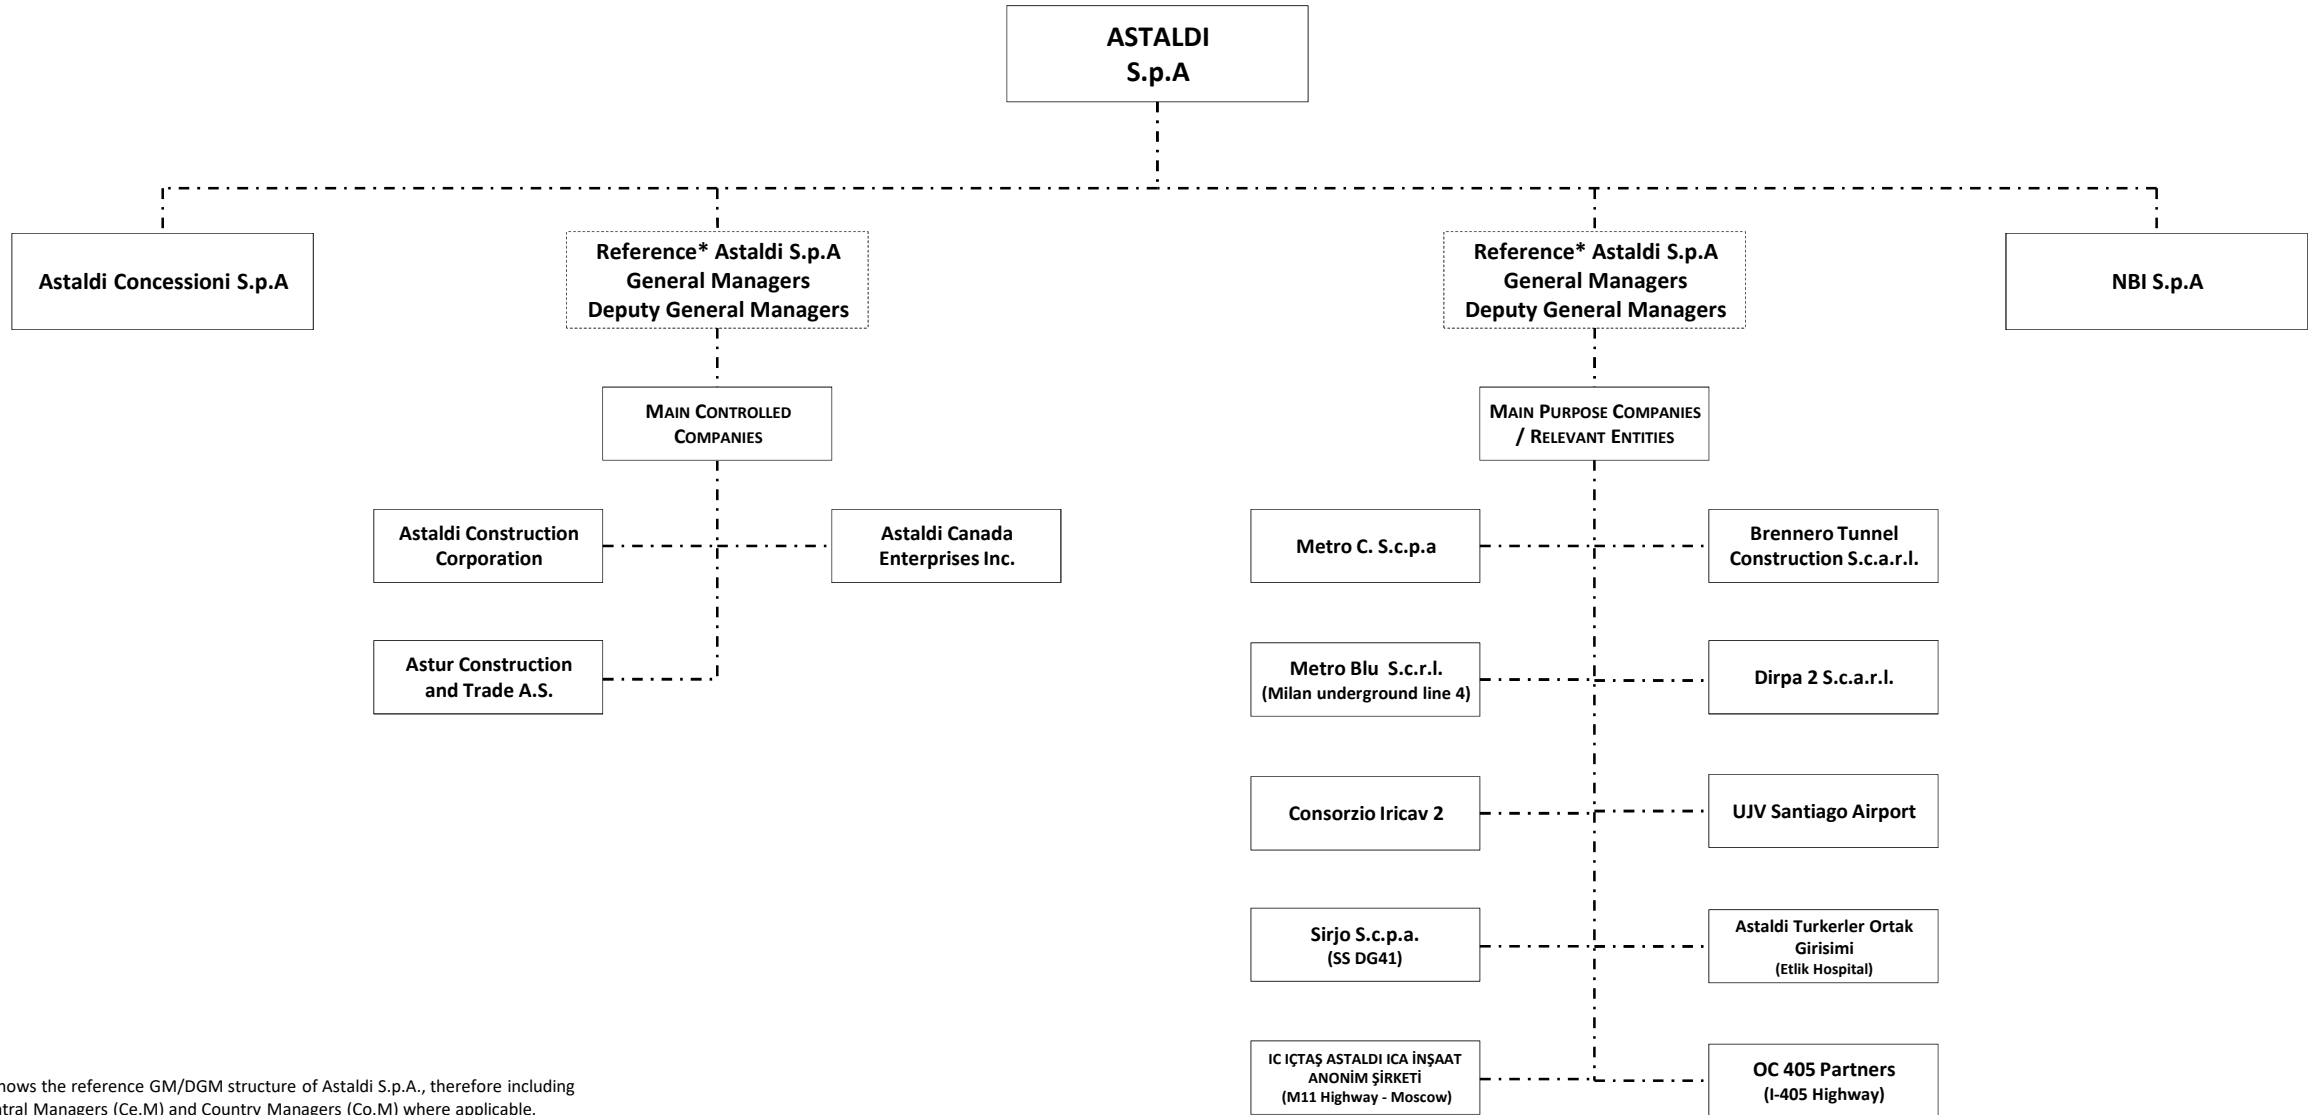 ASTALDI
S.p.A
Astaldi Concessioni S.p.A
Reference* Astaldi S.p.A
General Managers
Deputy General Managers
Reference* Astaldi S.p.A
General Managers
Deputy General Managers
NBI S.p.A
MAIN CONTROLLED
COMPANIES
MAIN PURPOSE COMPANIES
/ RELEVANT ENTITIES
Astaldi Construction
Corporation
Astaldi Canada
Enterprises Inc.
Astur Construction
and Trade A.S.
Metro C. S.c.p.a
Brennero Tunnel
Construction S.c.a.r.l.
Metro Blu S.c.r.l.
(Milan underground line 4)
Dirpa 2 S.c.a.r.l.
Consorzio Iricav 2
UJV Santiago Airport
Sirjo S.c.p.a.
(SS DG41)
Astaldi Turkerler Ortak
Girisimi
(Etlik Hospital)
IC IÇTAŞ ASTALDI ICA İNŞAAT
ANONİM ŞİRKETİ
(M11 Highway - Moscow)
OC 405 Partners
(I-405 Highway)
the reference GM/DGM structure of Astaldi S.p.A., therefore including
Managers (Ce.M) and Country Managers (Co.M) where applicable.